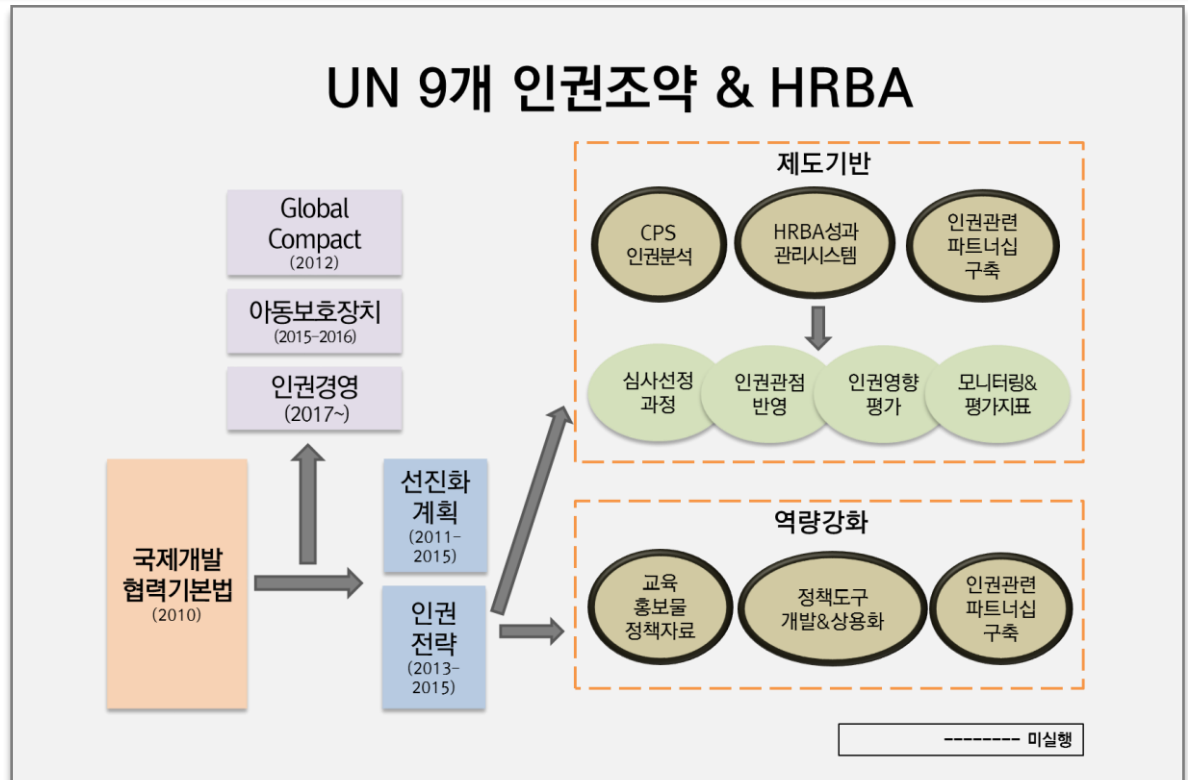 UN 9개 인권조약 & HRBA
Global
Compact
(2012)
아동보호장치
(2015-2016)
인권경영
(2017~)
국제개발
협력기본법
(2010)
선진화
계획
(2011-
2015)
인권
전략
(2013-
2015)
제도기반
CPS
인권분석
HRBA성과
관리시스템
인권관련
파트너십
구축
심사선정
과정
인권관점
반영
인권영향
평가
모니터링&
평가지표
역량강화
교육
홍보물
정책자료
정책도구
개발&상용화
인권관련
파트너십
구축
-------- 미실행